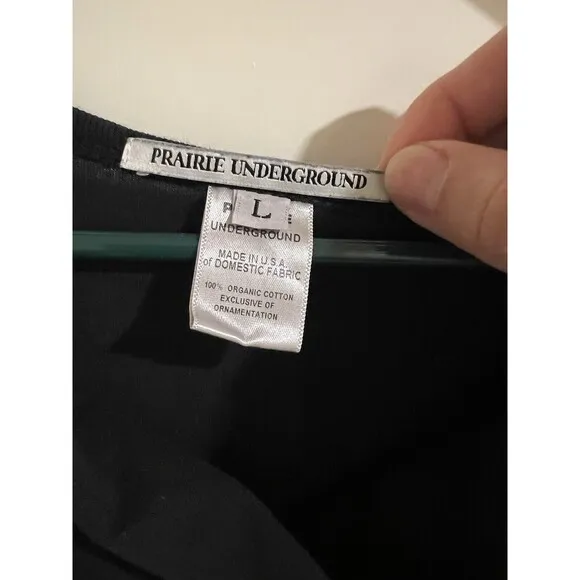 PRAIRIE UNDERGROUND
L
UNDERGROUND
MADE IN U.S.A.
of DOMESTIC FABRIC
100% ORGANIC COTTON
EXCLUSIVE OF
ORNAMENTATION